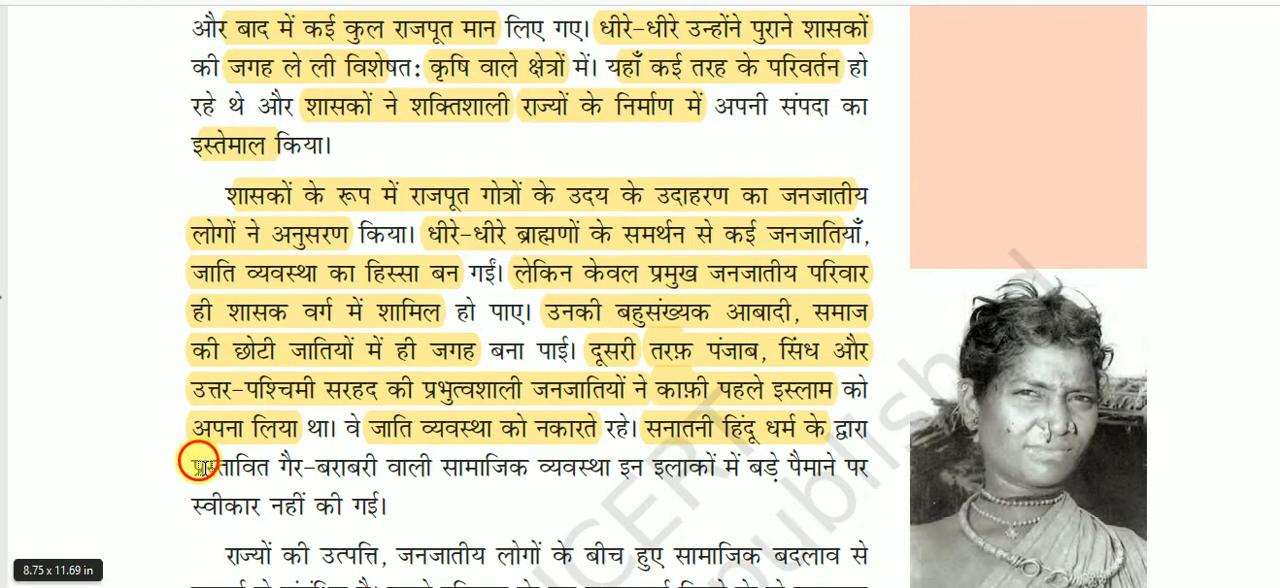 और बाद में कई कुल राजपूत मान लिए गए। धीरे-धीरे उन्होंने पुराने शासकों
की जगह ले ली विशेषत: कृषि वाले क्षेत्रों में। यहाँ कई तरह के परिवर्तन हो
रहे थे और शासकों ने शक्तिशाली राज्यों के निर्माण में अपनी संपदा का
इस्तेमाल किया।
शासकों के रूप में राजपूत गोत्रों के उदय के उदाहरण का जनजातीय
लोगों ने अनुसरण किया। धीरे-धीरे ब्राह्मणों के समर्थन से कई जनजातियाँ,
जाति व्यवस्था का हिस्सा बन गईं। लेकिन केवल प्रमुख जनजातीय परिवार
ही शासक वर्ग में शामिल हो पाए। उनकी बहुसंख्यक आबादी, समाज
की छोटी जातियों में ही जगह बना पाई। दूसरी तरफ़ पंजाब, सिंध और
उत्तर-पश्चिमी सरहद की प्रभुत्वशाली जनजातियों ने काफ़ी पहले इस्लाम को
अपना लिया था। वे जाति व्यवस्था को नकारते रहे। सनातनी हिंदू धर्म के द्वारा
प्रस्तावित गैर-बराबरी वाली सामाजिक व्यवस्था इन इलाकों में बड़े पैमाने पर
स्वीकार नहीं की गई।
राज्यों की उत्पत्ति, जनजातीय लोगों के बीच हुए सामाजिक बदलाव से
8.75 x 11.69 in